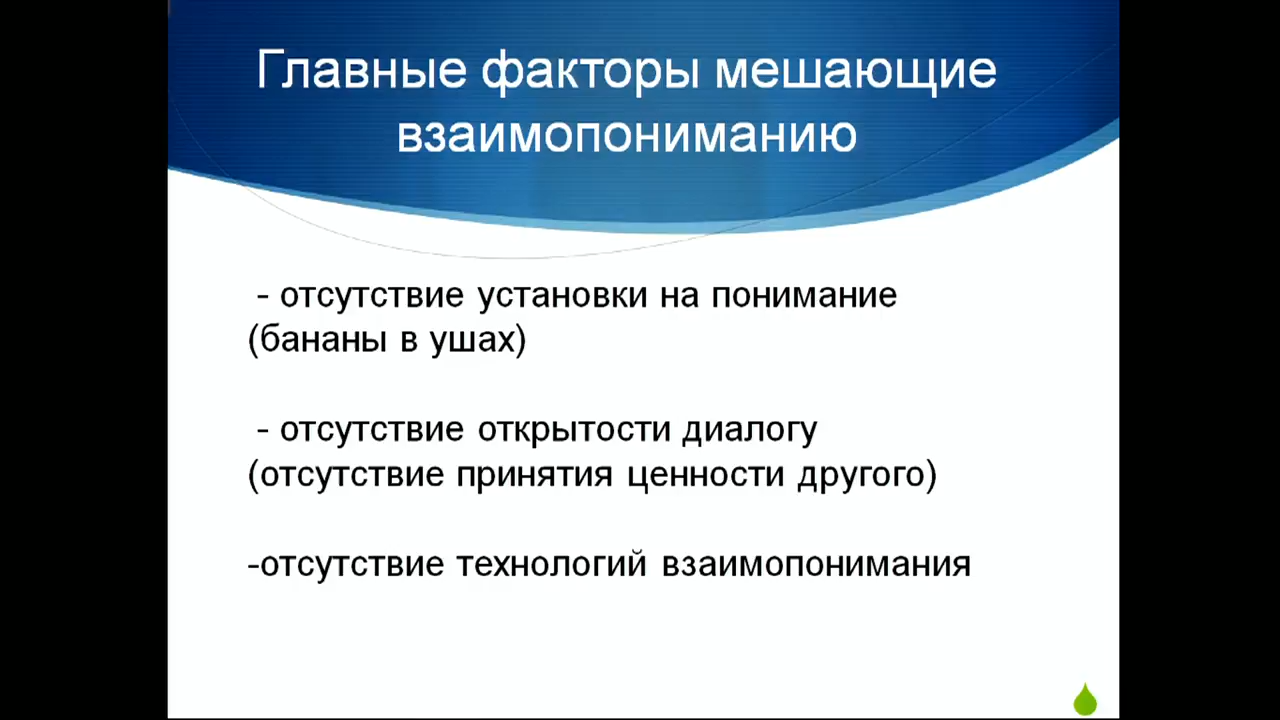 Главные факторы мешающие
взаимопониманию
- отсутствие установки на понимание
(бананы в ушах)
- отсутствие открытости диалогу
(отсутствие принятия ценности другого)
-отсутствие технологий взаимопонимания